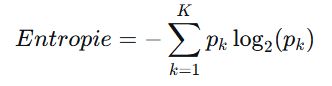 Entropie = − \sum_{k=1}^{K} p_k \log_2(p_k)